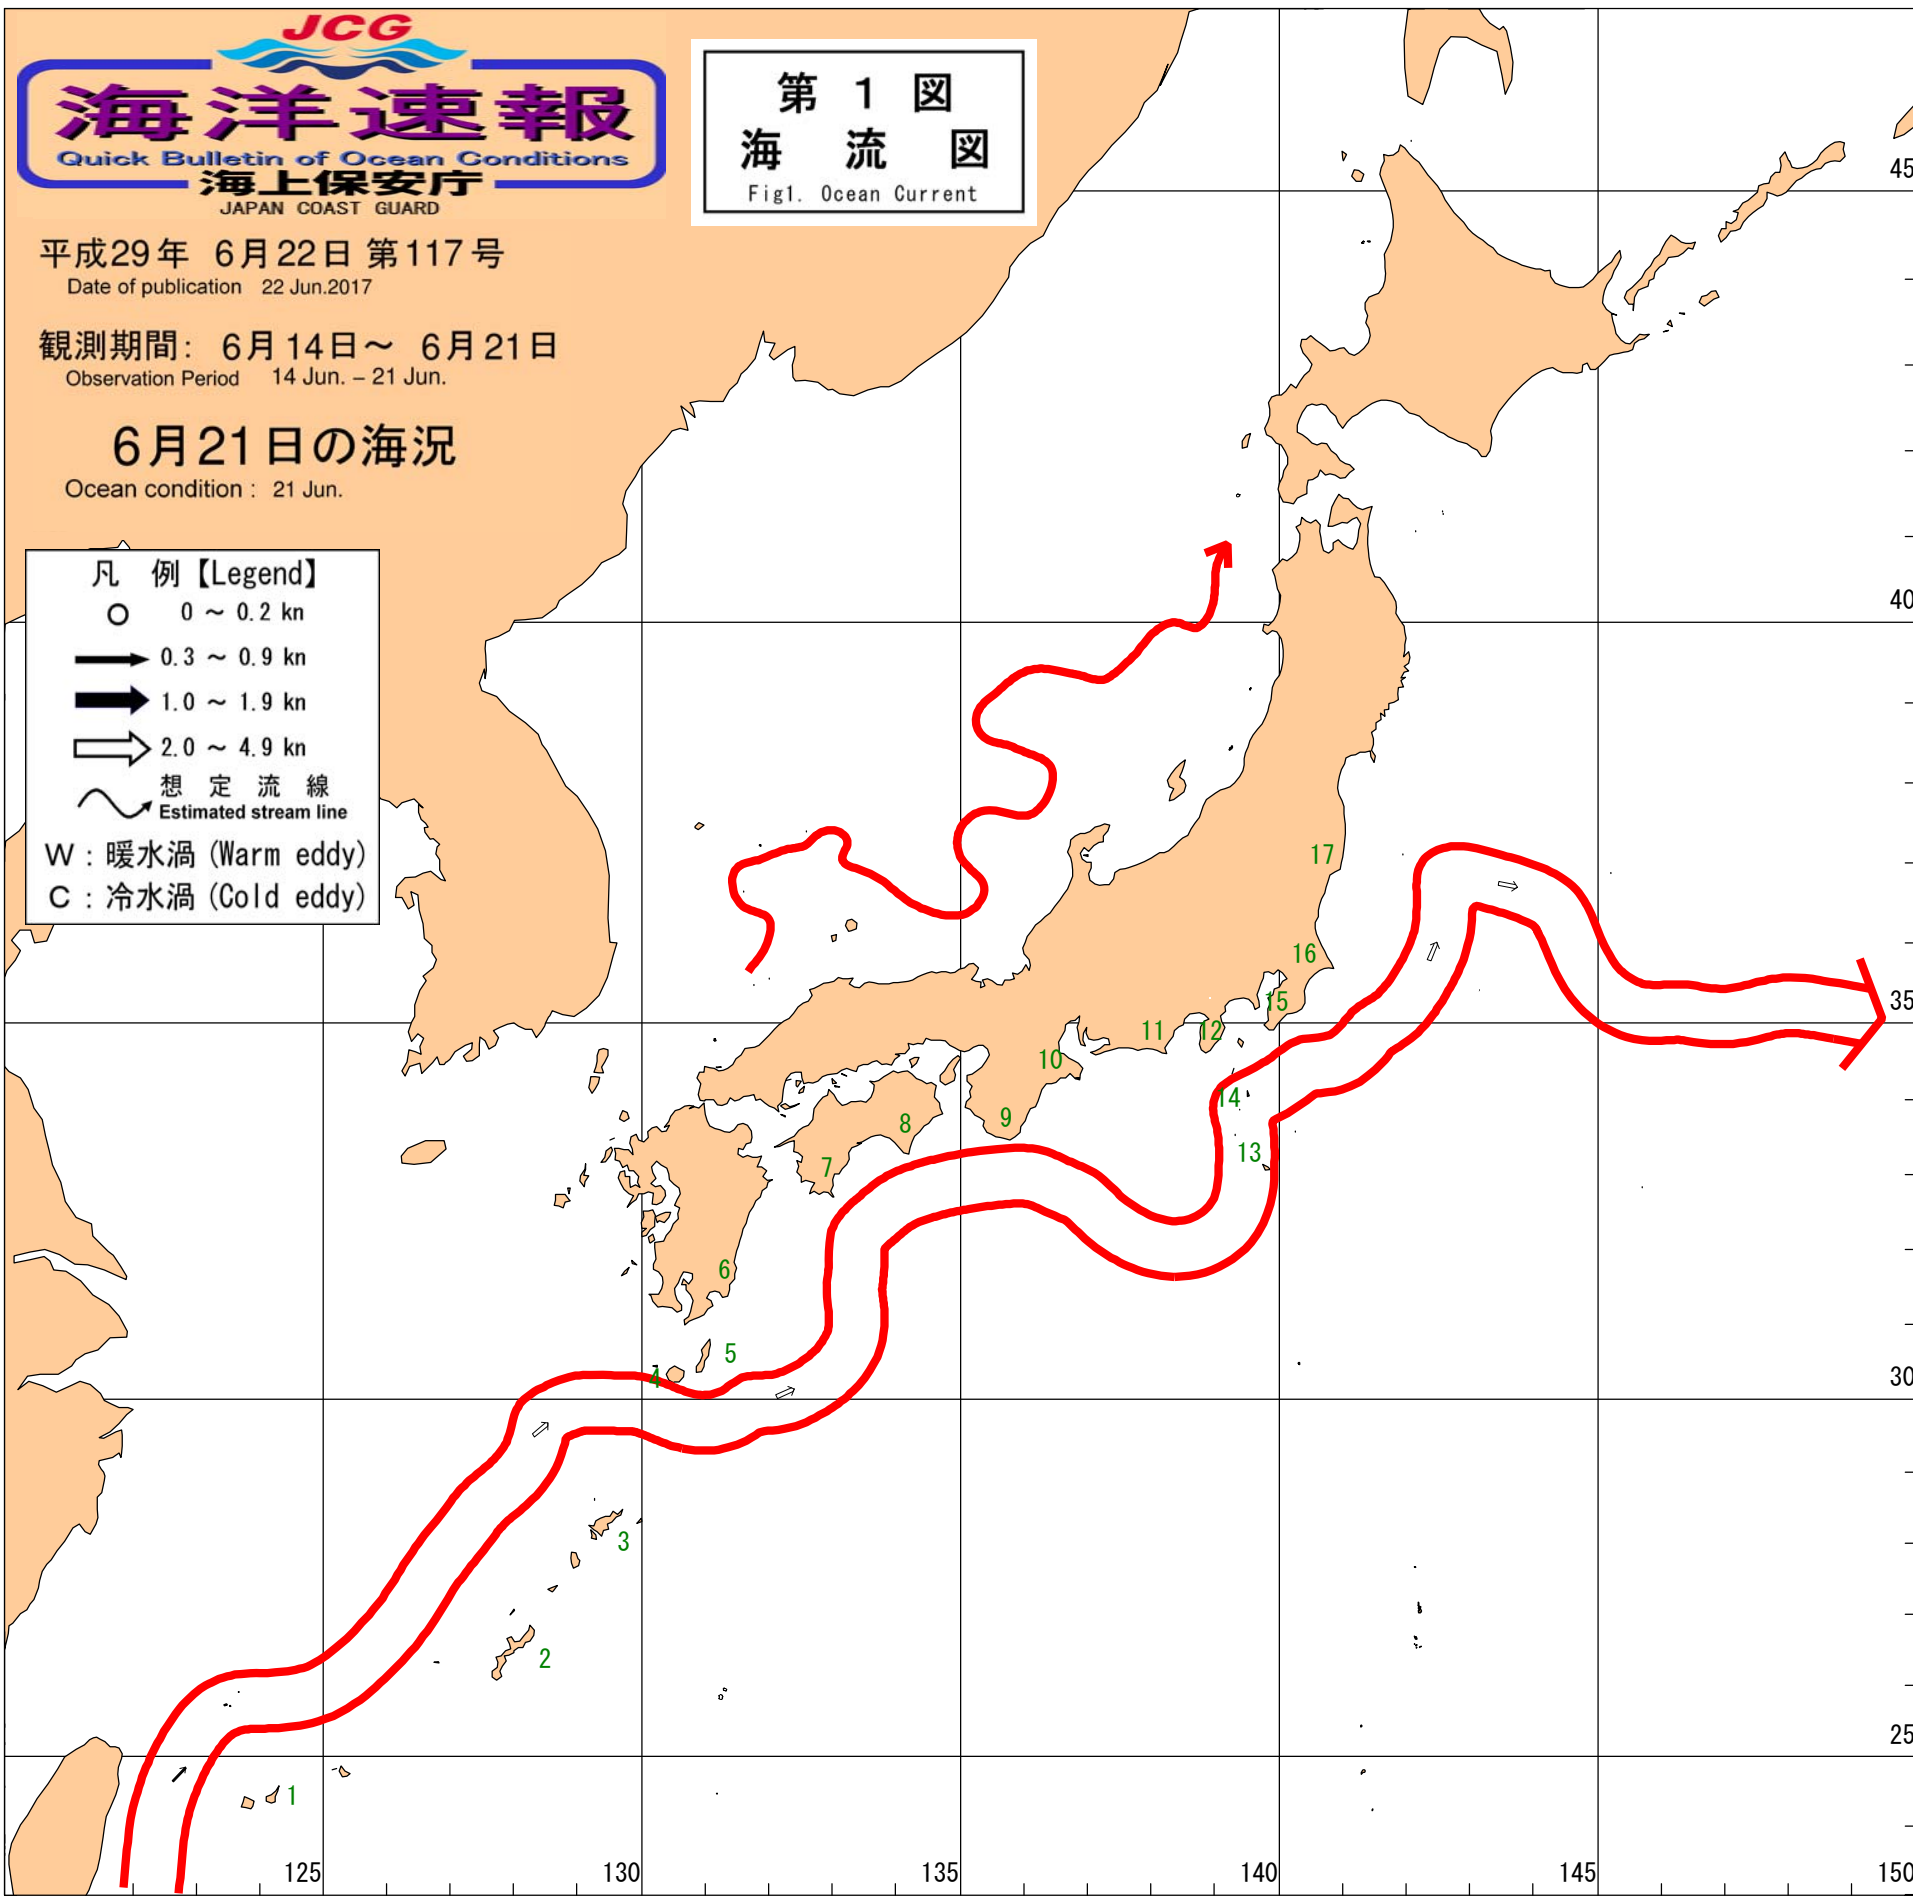 JCG
海洋速報
Quick Bulletin of Ocean Conditions
海上保安庁
JAPAN COAST GUARD
第 1 図
海 流 図
Fig1. Ocean Current
平成29年 6月22日 第117号
Date of publication 22 Jun.2017
観測期間: 6月14日～ 6月21日
Observation Period 14 Jun. – 21 Jun.
6月21日の海況
Ocean condition : 21 Jun.
凡 例【Legend】
0 ～ 0.2 kn
0.3 ～ 0.9 kn
1.0 ～ 1.9 kn
2.0 ～ 4.9 kn
想 定 流 線
Estimated stream line
W : 暖水渦 (Warm eddy)
C : 冷水渦 (Cold eddy)
45
40
35
30
25
17
16
15
14
13
12
11
10
9
8
7
6
5
4
3
2
1
125
130
135
140
145
150